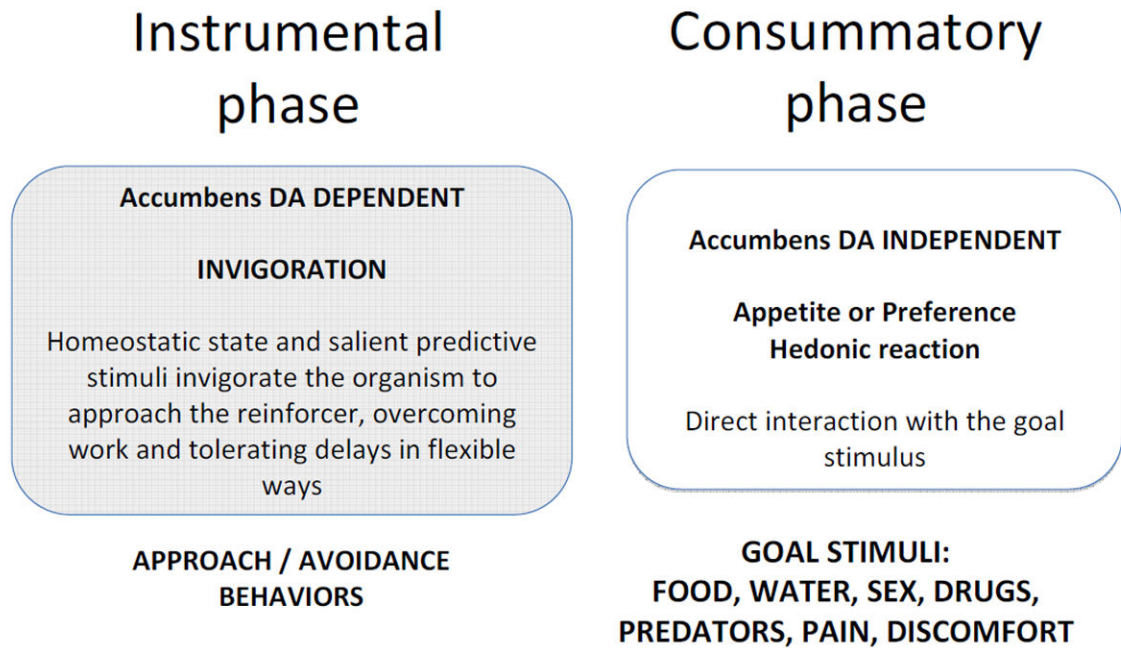 Instrumental
phase
Accumbens DA DEPENDENT
INVIGORATION
Homeostatic state and salient predictive
stimuli invigorate the organism to
approach the reinforcer, overcoming
work and tolerating delays in flexible
ways
APPROACH / AVOIDANCE
BEHAVIORS
Consummatory
phase
Accumbens DA INDEPENDENT
Appetite or Preference
Hedonic reaction
Direct interaction with the goal
stimulus
GOAL STIMULI:
FOOD, WATER, SEX, DRUGS,
PREDATORS, PAIN, DISCOMFORT